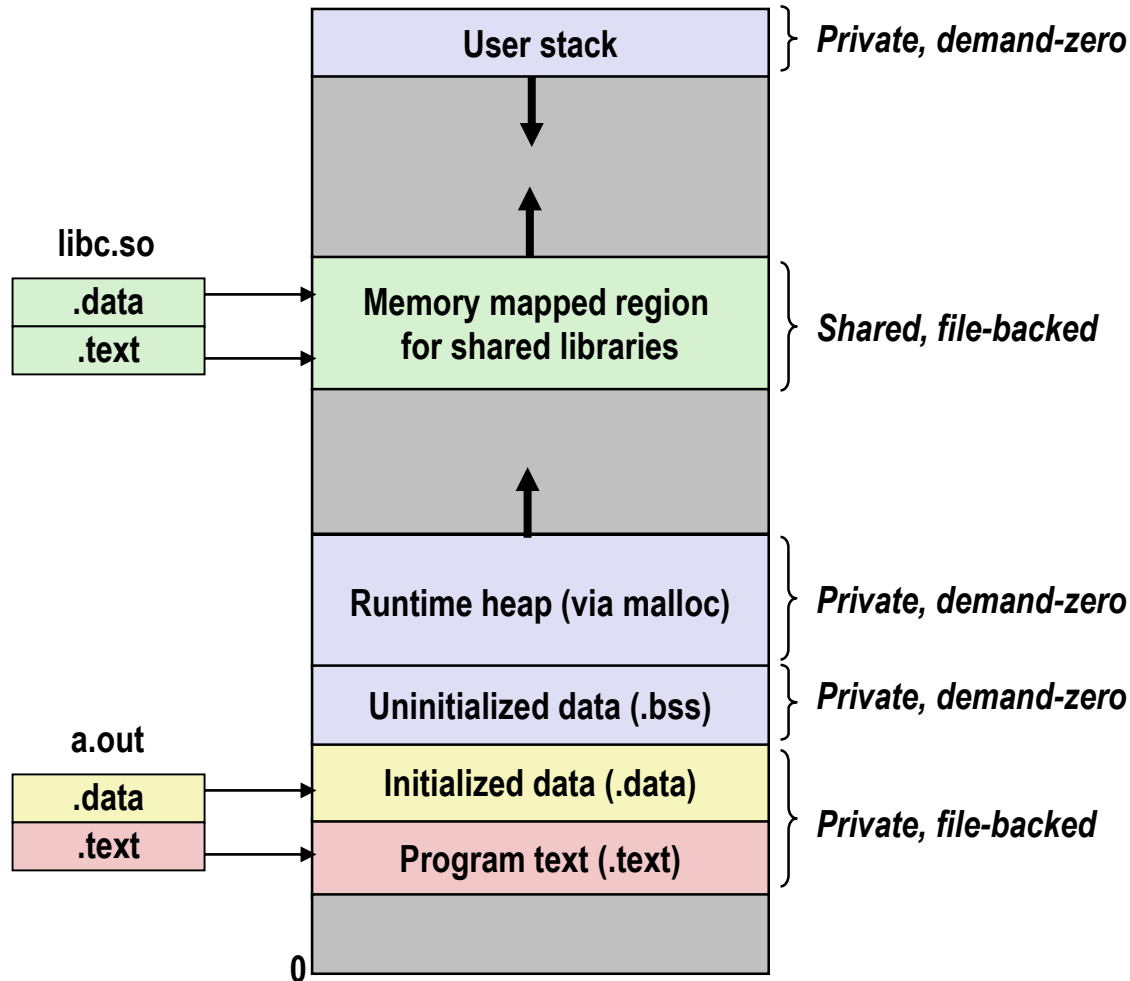 User stack
Private, demand-zero
libc.so
.data
.text
Memory mapped region
for shared libraries
Shared, file-backed
Runtime heap (via malloc)
Private, demand-zero
Uninitialized data (.bss)
Private, demand-zero
a.out
.data
.text
Initialized data (.data)
Program text (.text)
Private, file-backed
0